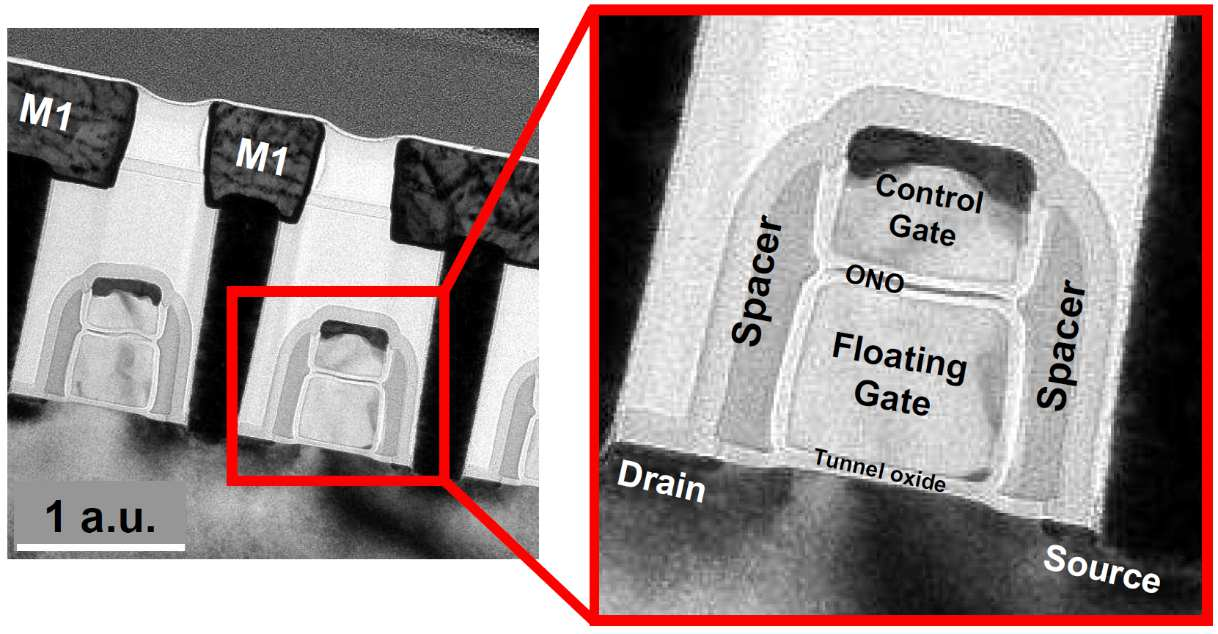 M1
M1
1 a.u.
Control
Gate
ONO
Spacer
Spacer
Floating
Gate
Tunnel oxide
Drain
Source